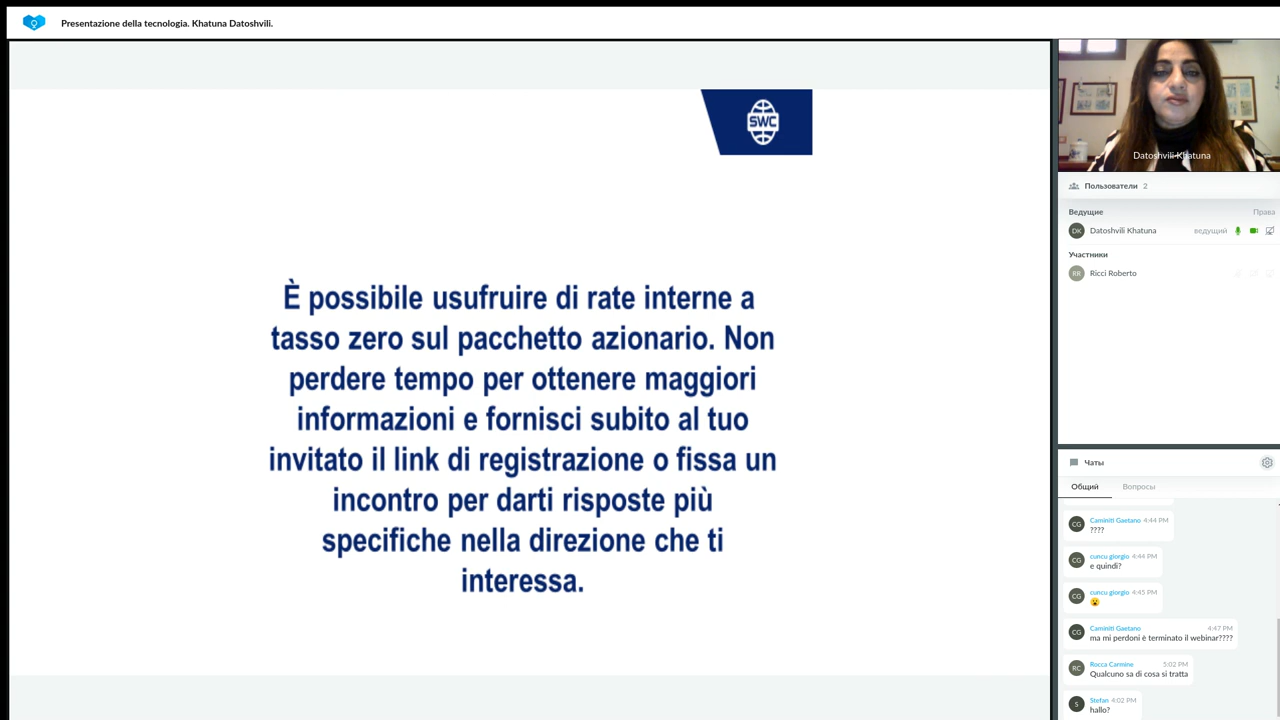 Presentazione della tecnologia. Khatuna Datoshvili.
SWC
È possibile usufruire di rate interne a
tasso zero sul pacchetto azionario. Non
perdere tempo per ottenere maggiori
informazioni e fornisci subito al tuo
invitato il link di registrazione o fissa un
incontro per darti risposte più
specifiche nella direzione che ti
interessa.
Datoshvili Khatuna
Пользователи 2
Ведущие Права
DK Datoshvili Khatuna ведущий
Участники
RR Ricci Roberto
Чаты
Общий Вопросы
CG Caminiti Gaetano 4:44 PM
????
CG cuncu giorgio 4:44 PM
e quindi?
CG cuncu giorgio 4:45 PM
😮
CG Caminiti Gaetano 4:47 PM
ma mi perdoni è terminato il webinar????
RC Rocca Carmine 5:02 PM
Qualcuno sa di cosa si tratta
S Stefan 4:02 PM
hallo?